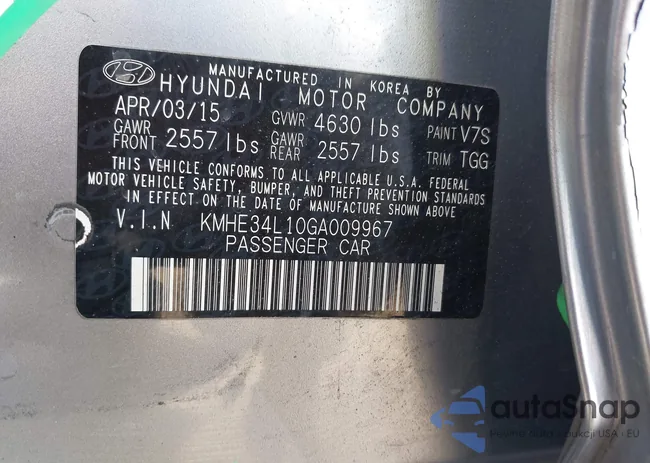 MANUFACTURED IN KOREA BY
HYUNDAI MOTOR COMPANY
APR/03/15 GVWR 4630 lbs PAINT V7S
GAWR FRONT 2557 lbs GAWR REAR 2557 lbs TRIM TGG
THIS VEHICLE CONFORMS TO ALL APPLICABLE U.S.A. FEDERAL
MOTOR VEHICLE SAFETY, BUMPER, AND THEFT PREVENTION STANDARDS
IN EFFECT ON THE DATE OF MANUFACTURE SHOWN ABOVE
V.I.N KMHE34L10GA009967
PASSENGER CAR
autoSnap
USA - EU